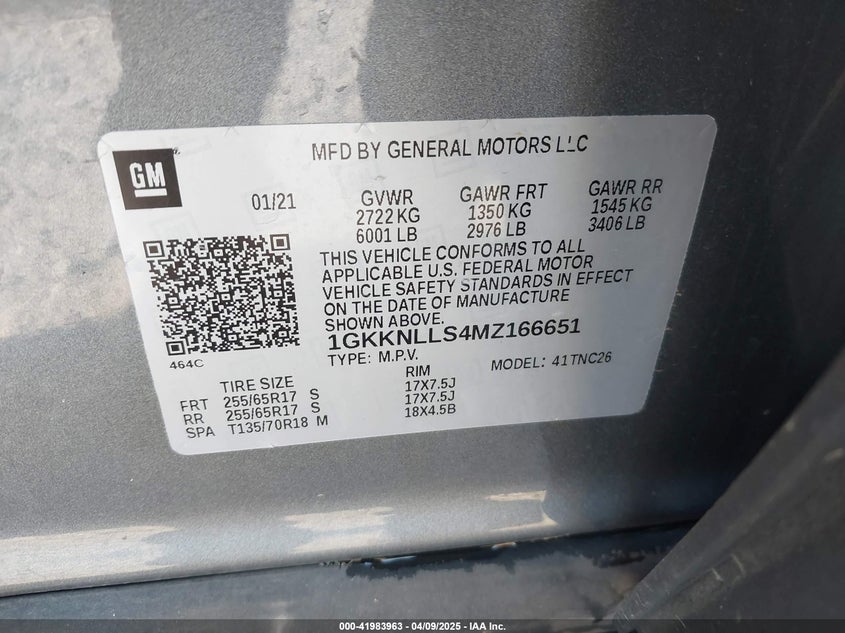 GM
MFD BY GENERAL MOTORS LLC
01/21
GVWR
2722 KG
6001 LB
GAWR FRT
1350 KG
2976 LB
GAWR RR
1545 KG
3406 LB
THIS VEHICLE CONFORMS TO ALL
APPLICABLE U.S. FEDERAL MOTOR
VEHICLE SAFETY STANDARDS IN EFFECT
ON THE DATE OF MANUFACTURE
SHOWN ABOVE.
1GKKNLLS4MZ166651
464C
TYPE: M.P.V.
MODEL: 41TNC26
TIRE SIZE RIM
FRT 255/65R17 S 17X7.5J
RR 255/65R17 S 17X7.5J
SPA T135/70R18 M 18X4.5B
000-41983963 - 04/09/2025 - IAA Inc.